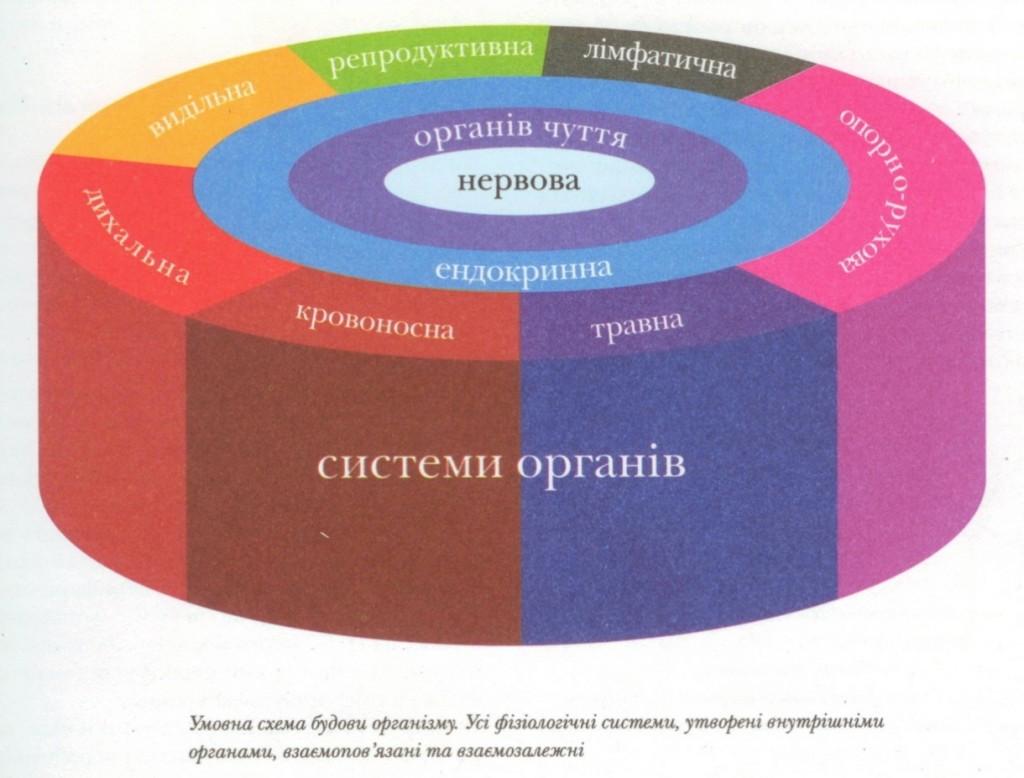 репродуктивна
лімфатична
видільна
опорно-рухова
органів чуття
нервова
дихальна
ендокринна
кровоносна
травна
системи органів
Умовна схема будови організму. Усі фізіологічні системи, утворені внутрішніми
органами, взаємопов’язані та взаємозалежні